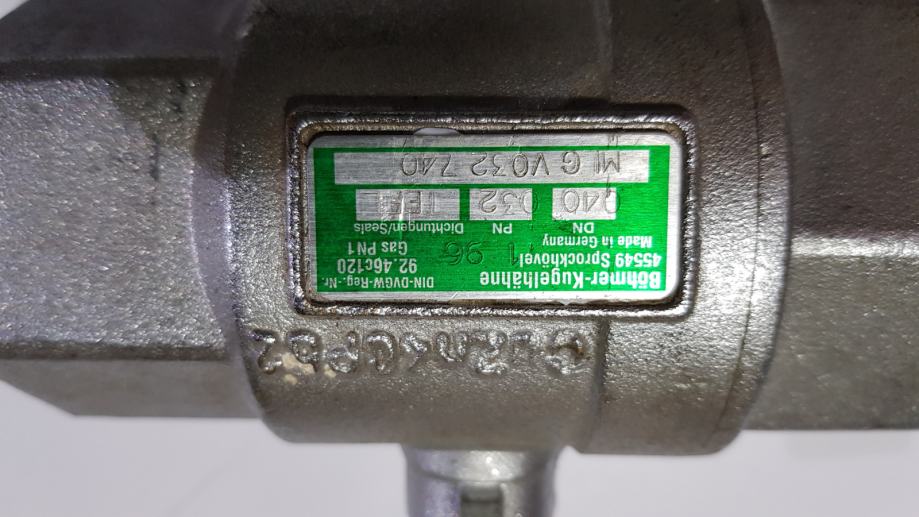 Böhmer-Kugelhähne
45549 Sprockhövel
Made in Germany
DIN-DVGW-Reg.-Nr.
92.46c120
Gas PN1
11 96
DN PN Dichtungen/Seals
040 032
V032 Z40